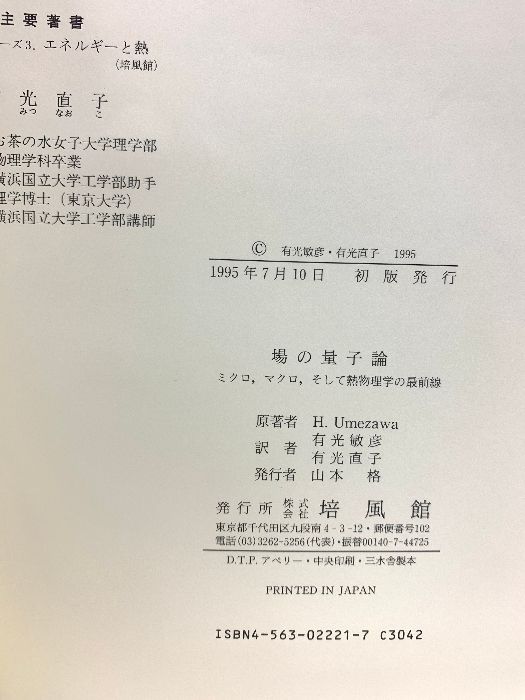 主要著書
ーズ3. エネルギーと熱
(培風館)
光 直 子
みつ なお こ
お茶の水女子大学理学部
物理学科卒業
横浜国立大学工学部助手
理学博士（東京大学）
横浜国立大学工学部講師
© 有光敏彦・有光直子 1995
1995年7月10日 初版発行
場の量子論
ミクロ，マクロ，そして熱物理学の最前線
原著者 H. Umezawa
訳者 有光敏彦
有光直子
発行者 山本 格
発行所 株式会社 培風館
東京都千代田区九段南4-3-12・郵便番号102
電話(03)3262-5256(代表)・振替00140-7-44725
D.T.P. アベリー・中央印刷・三水舎製本
PRINTED IN JAPAN
ISBN4-563-02221-7 C3042